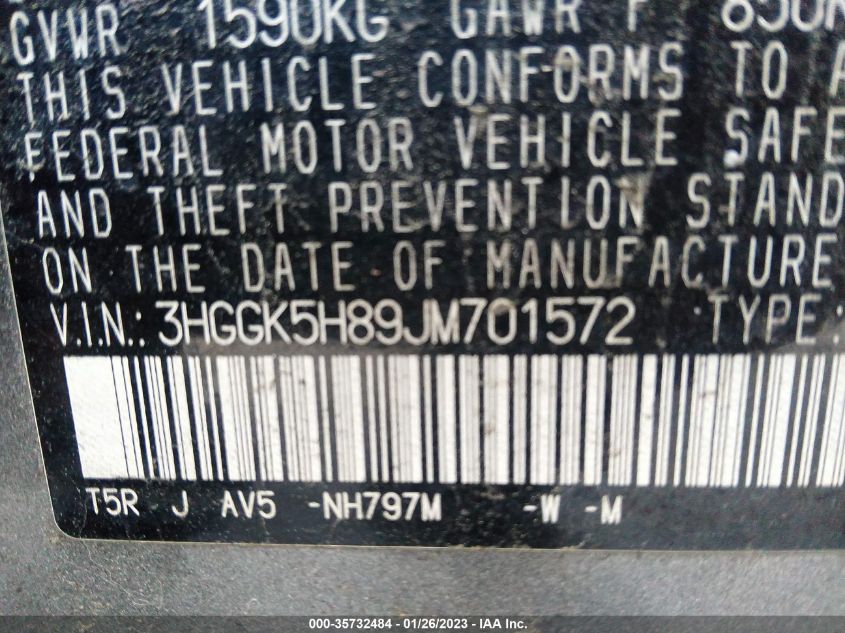 GVWR 1590KG GAWR F 850K
THIS VEHICLE CONFORMS TO A
FEDERAL MOTOR VEHICLE SAFE
AND THEFT PREVENTION STAND
ON THE DATE OF MANUFACTURE
V.I.N.: 3HGGK5H89JM701572 TYPE:
T5R J AV5 -NH797M -W -M
000-35732484 - 01/26/2023 - IAA Inc.